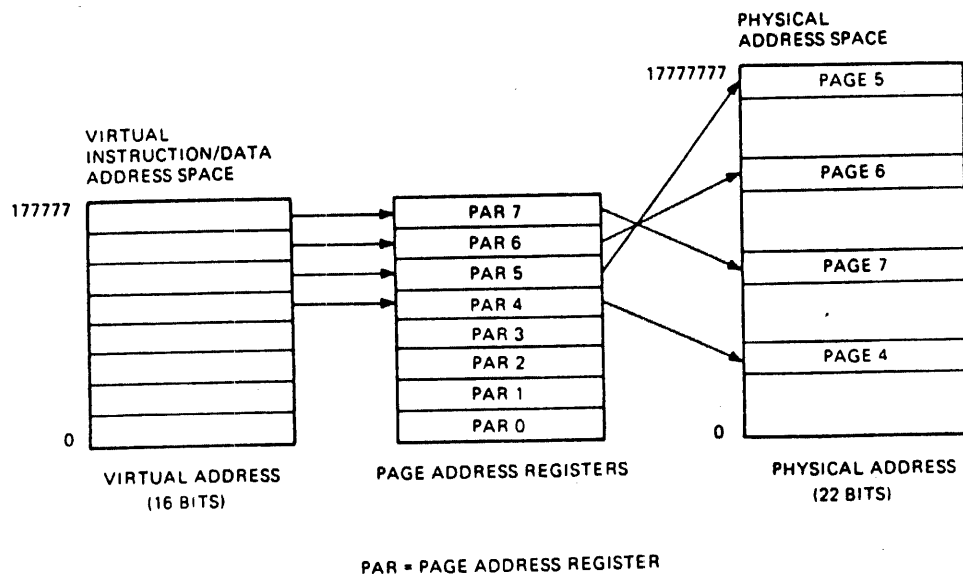 PHYSICAL
ADDRESS SPACE
17777777
PAGE 5
PAGE 6
PAGE 7
PAGE 4
0
PHYSICAL ADDRESS
(22 BITS)
VIRTUAL
INSTRUCTION/DATA
ADDRESS SPACE
177777
0
VIRTUAL ADDRESS
(16 BITS)
PAR 7
PAR 6
PAR 5
PAR 4
PAR 3
PAR 2
PAR 1
PAR 0
PAGE ADDRESS REGISTERS
PAR = PAGE ADDRESS REGISTER